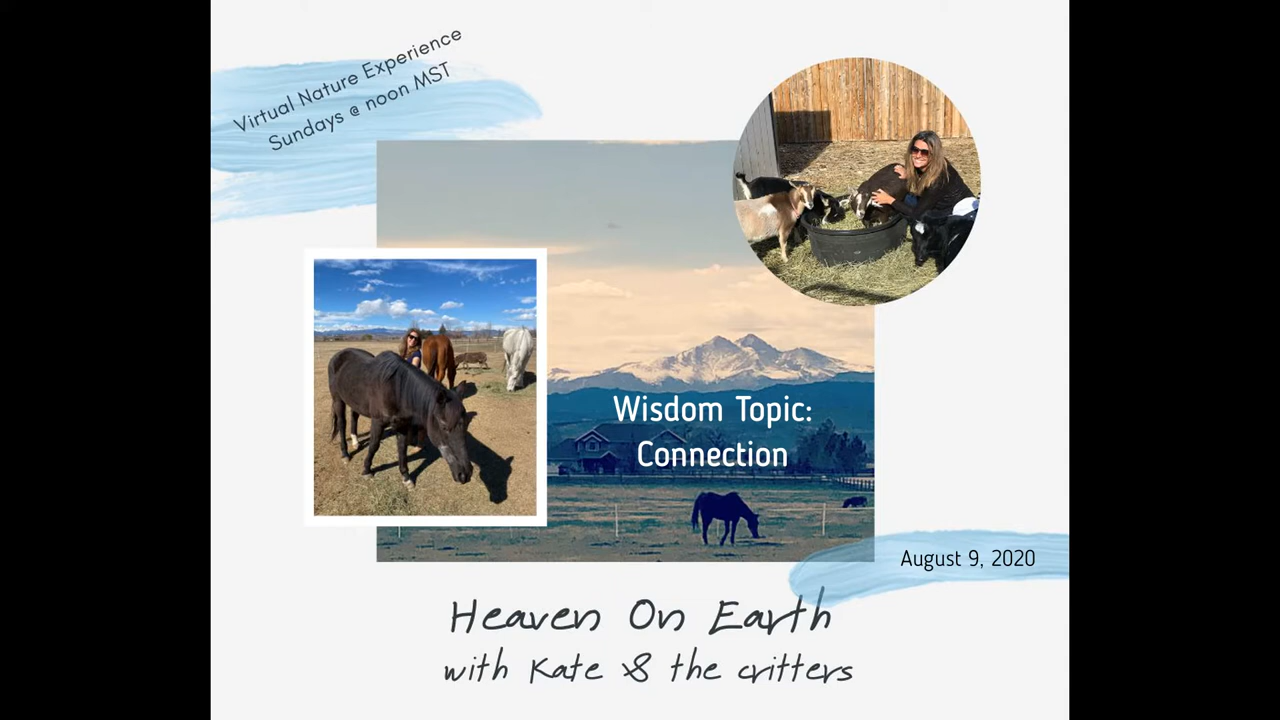 Virtual Nature Experience
Sundays @ noon MST
Wisdom Topic:
Connection
August 9, 2020
Heaven On Earth
with Kate & the critters